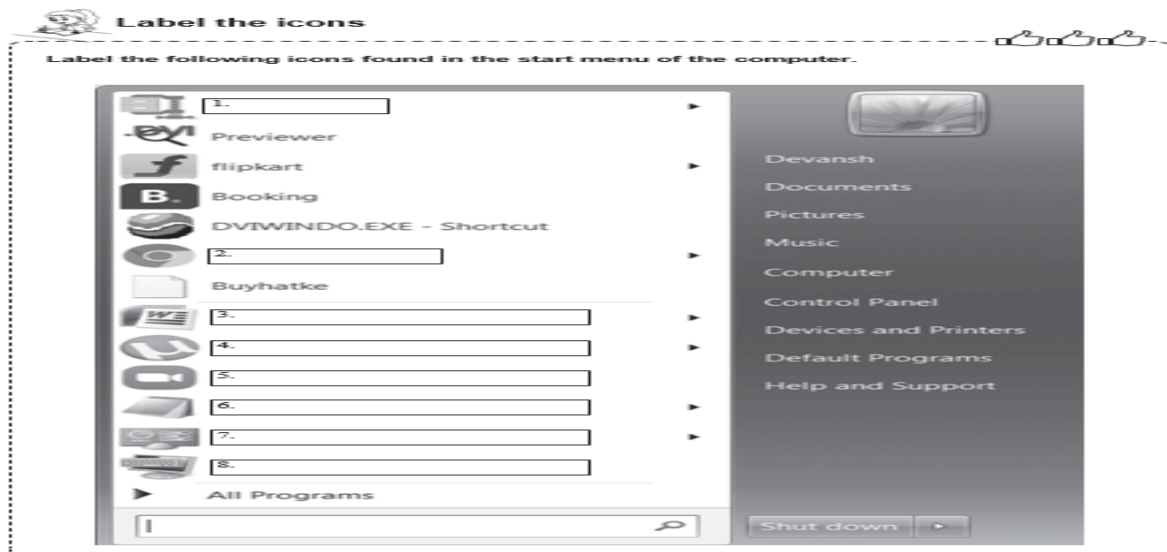 Label the icons
Label the following icons found in the start menu of the computer.
1.
DVI Previewer
f flipkart
B. Booking
DVIWINDO.EXE - Shortcut
2.
Buyhatke
W 3.
4.
5.
6.
7.
8.
All Programs
Devansh
Documents
Pictures
Music
Computer
Control Panel
Devices and Printers
Default Programs
Help and Support
Shut down